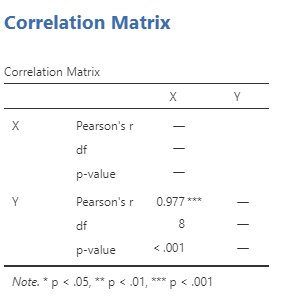 Correlation Matrix
Correlation Matrix
X Y
X Pearson's r —
df —
p-value —
Y Pearson's r 0.977 *** —
df 8 —
p-value < .001 —
Note. * p < .05, ** p < .01, *** p < .001